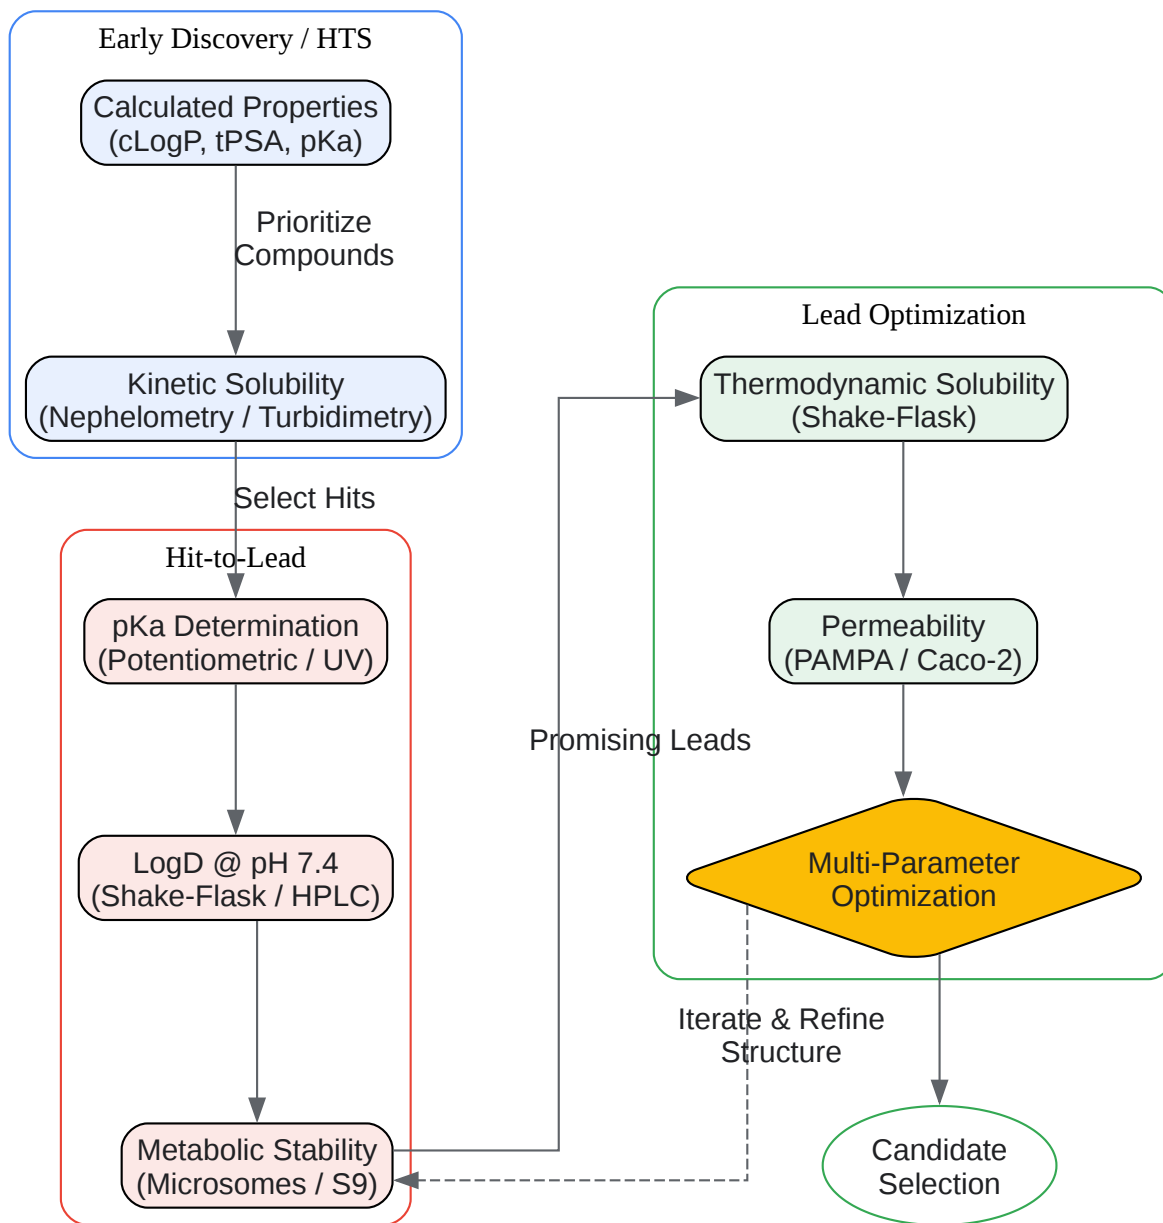 Early Discovery / HTS
Calculated Properties
(cLogP, tPSA, pKa)
Prioritize
Compounds
Kinetic Solubility
(Nephelometry / Turbidimetry)
Select Hits
Hit-to-Lead
pKa Determination
(Potentiometric / UV)
LogD @ pH 7.4
(Shake-Flask / HPLC)
Metabolic Stability
(Microsomes / S9)
Promising Leads
Lead Optimization
Thermodynamic Solubility
(Shake-Flask)
Permeability
(PAMPA / Caco-2)
Multi-Parameter
Optimization
Iterate & Refine
Structure
Candidate
Selection